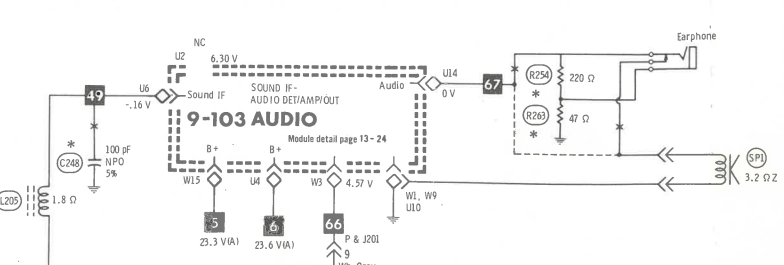 NC
Earphone
U2
6.30 V
49
U6
-.16 V
Sound IF
SOUND IF-
AUDIO DET/AMP/OUT
Audio
U14
0 V
67
R254
*
220 Ω
9-103 AUDIO
R263
*
47 Ω
Module detail page 13-24
*
C248
100 pF
NPO
5%
B+
B+
W15
U4
W3
4.57 V
W1, W9
U10
SP1
3.2 Ω Z
L205
1.8 Ω
5
6
66
23.3 V(A)
23.6 V(A)
P & J201
9